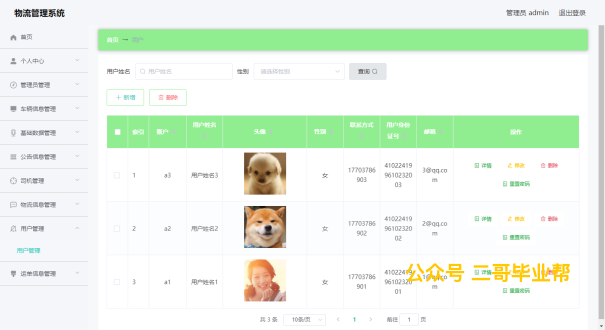 物流管理系统
管理员 admin 退出登录
首页
个人中心
管理员管理
车辆信息管理
基础数据管理
公告信息管理
司机管理
物流信息管理
用户管理
用户管理
运单信息管理
首页 用户
用户姓名 用户姓名 性别 请选择性别 查询
+ 新增 删除
索引 账户 用户姓名 头像 性别 联系方式 用户身份证号 邮箱 操作
1 a3 用户姓名3 女 17703786903 410224199610232003 3@qq.com 详情 修改 删除 重置密码
2 a2 用户姓名2 女 17703786902 410224199610232002 2@qq.com 详情 修改 删除 重置密码
3 a1 用户姓名1 女 17703786901 410224199610232001 详情 修改 删除 重置密码
公众号 二哥毕业帮
共 3 条 10条/页 < 1 > 前往 1 页